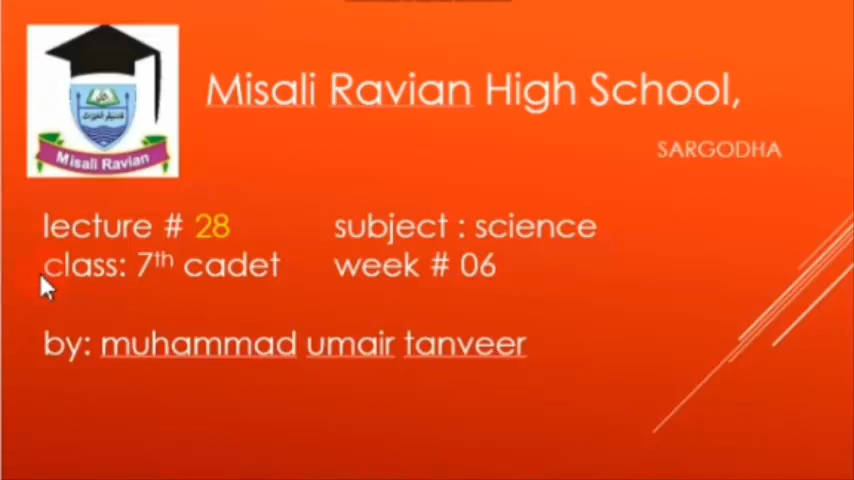 Misali Ravian High School,
SARGODHA
Misali Ravian
lecture # 28 subject : science
class: 7th cadet week # 06
by: muhammad umair tanveer